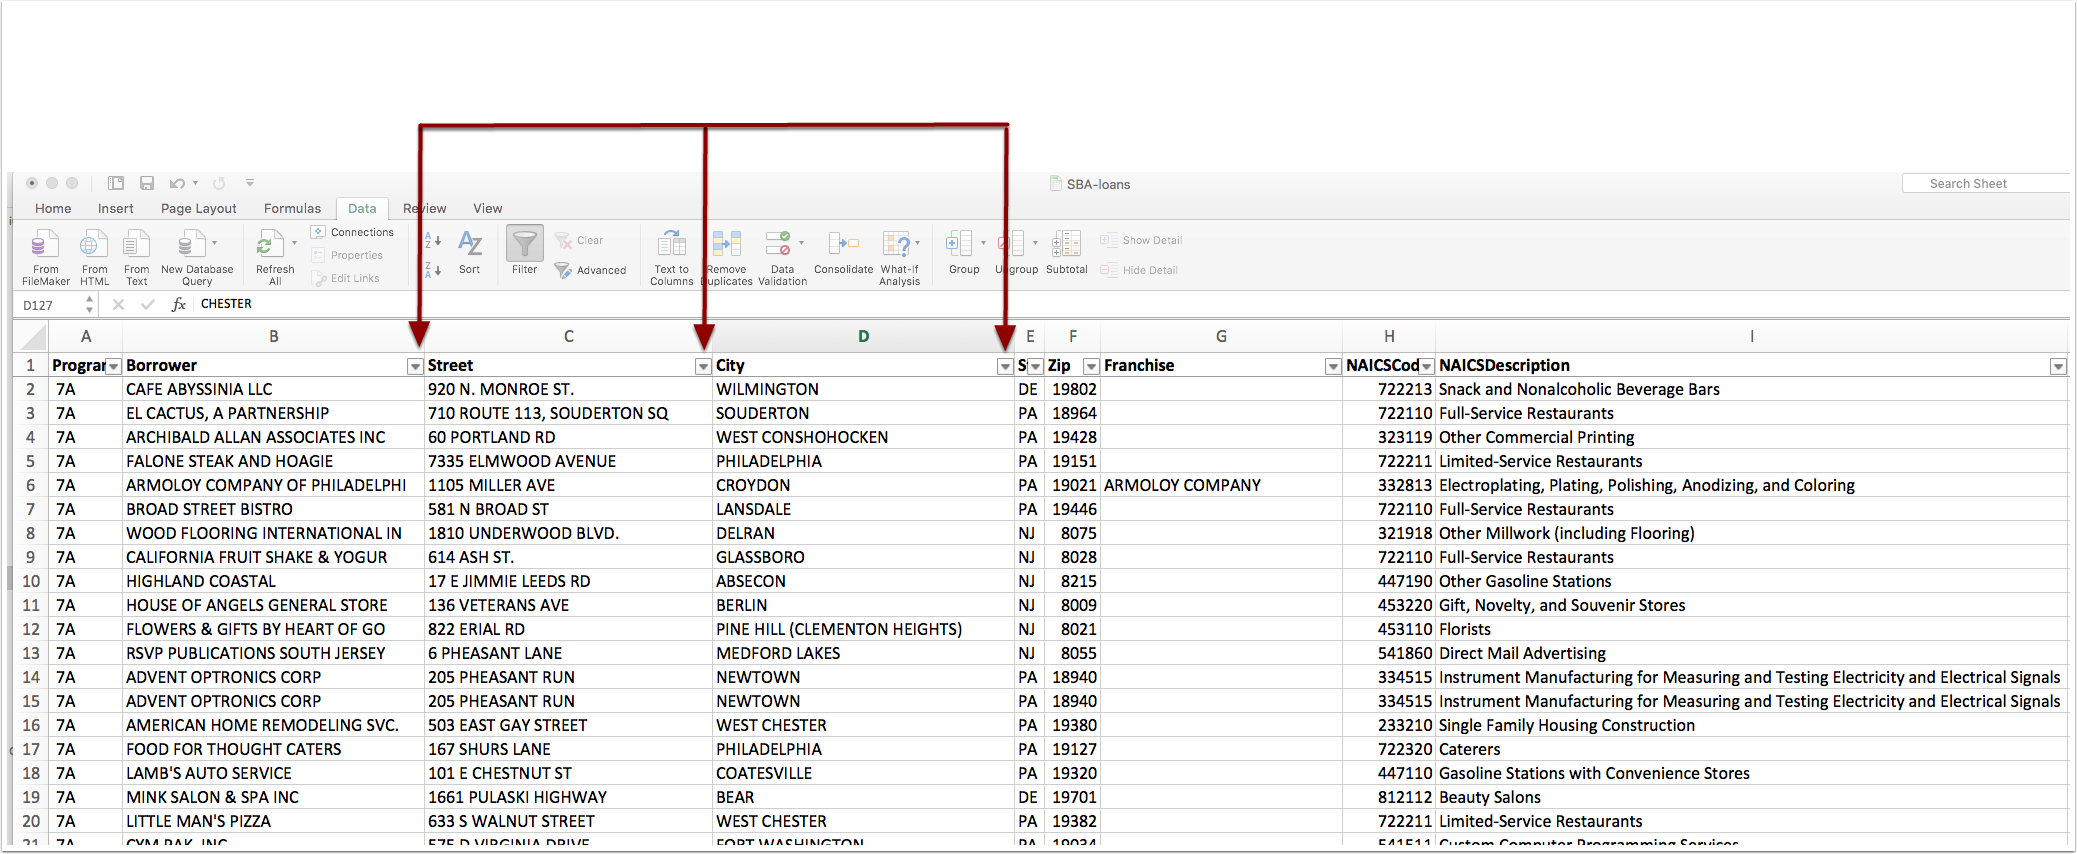 SBA-loans
Search Sheet
Home Insert Page Layout Formulas Data Review View
From FileMaker
From HTML
From Text
New Database Query
Refresh All
Connections
Properties
Edit Links
A Z
Z A
AZ
Sort
Filter
Clear
Advanced
Text to Columns
Remove Duplicates
Data Validation
Consolidate
What-If Analysis
Group
Ungroup
Subtotal
Show Detail
Hide Detail
D127 fx CHESTER
A B C D E F G H I
1 Progra Borrower Street City S Zip Franchise NAICSCod NAICSDescription
2 7A CAFE ABYSSINIA LLC 920 N. MONROE ST. WILMINGTON DE 19802 722213 Snack and Nonalcoholic Beverage Bars
3 7A EL CACTUS, A PARTNERSHIP 710 ROUTE 113, SOUDERTON SQ SOUDERTON PA 18964 722110 Full-Service Restaurants
4 7A ARCHIBALD ALLAN ASSOCIATES INC 60 PORTLAND RD WEST CONSHOHOCKEN PA 19428 323119 Other Commercial Printing
5 7A FALONE STEAK AND HOAGIE 7335 ELMWOOD AVENUE PHILADELPHIA PA 19151 722211 Limited-Service Restaurants
6 7A ARMOLOY COMPANY OF PHILADELPHI 1105 MILLER AVE CROYDON PA 19021 ARMOLOY COMPANY 332813 Electroplating, Plating, Polishing, Anodizing, and Coloring
7 7A BROAD STREET BISTRO 581 N BROAD ST LANSDALE PA 19446 722110 Full-Service Restaurants
8 7A WOOD FLOORING INTERNATIONAL IN 1810 UNDERWOOD BLVD. DELRAN NJ 8075 321918 Other Millwork (including Flooring)
9 7A CALIFORNIA FRUIT SHAKE & YOGUR 614 ASH ST. GLASSBORO NJ 8028 722110 Full-Service Restaurants
10 7A HIGHLAND COASTAL 17 E JIMMIE LEEDS RD ABSECON NJ 8215 447190 Other Gasoline Stations
11 7A HOUSE OF ANGELS GENERAL STORE 136 VETERANS AVE BERLIN NJ 8009 453220 Gift, Novelty, and Souvenir Stores
12 7A FLOWERS & GIFTS BY HEART OF GO 822 ERIAL RD PINE HILL (CLEMENTON HEIGHTS) NJ 8021 453110 Florists
13 7A RSVP PUBLICATIONS SOUTH JERSEY 6 PHEASANT LANE MEDFORD LAKES NJ 8055 541860 Direct Mail Advertising
14 7A ADVENT OPTRONICS CORP 205 PHEASANT RUN NEWTOWN PA 18940 334515 Instrument Manufacturing for Measuring and Testing Electricity and Electrical Signals
15 7A ADVENT OPTRONICS CORP 205 PHEASANT RUN NEWTOWN PA 18940 334515 Instrument Manufacturing for Measuring and Testing Electricity and Electrical Signals
16 7A AMERICAN HOME REMODELING SVC. 503 EAST GAY STREET WEST CHESTER PA 19380 233210 Single Family Housing Construction
17 7A FOOD FOR THOUGHT CATERS 167 SHURS LANE PHILADELPHIA PA 19127 722320 Caterers
18 7A LAMB'S AUTO SERVICE 101 E CHESTNUT ST COATESVILLE PA 19320 447110 Gasoline Stations with Convenience Stores
19 7A MINK SALON & SPA INC 1661 PULASKI HIGHWAY BEAR DE 19701 812112 Beauty Salons
20 7A LITTLE MAN'S PIZZA 633 S WALNUT STREET WEST CHESTER PA 19382 722211 Limited-Service Restaurants
21 7A CYM PAK, INC 575 D VIRGINIA DRIVE FORT WASHINGTON PA 19034 541511 Custom Computer Programming Services